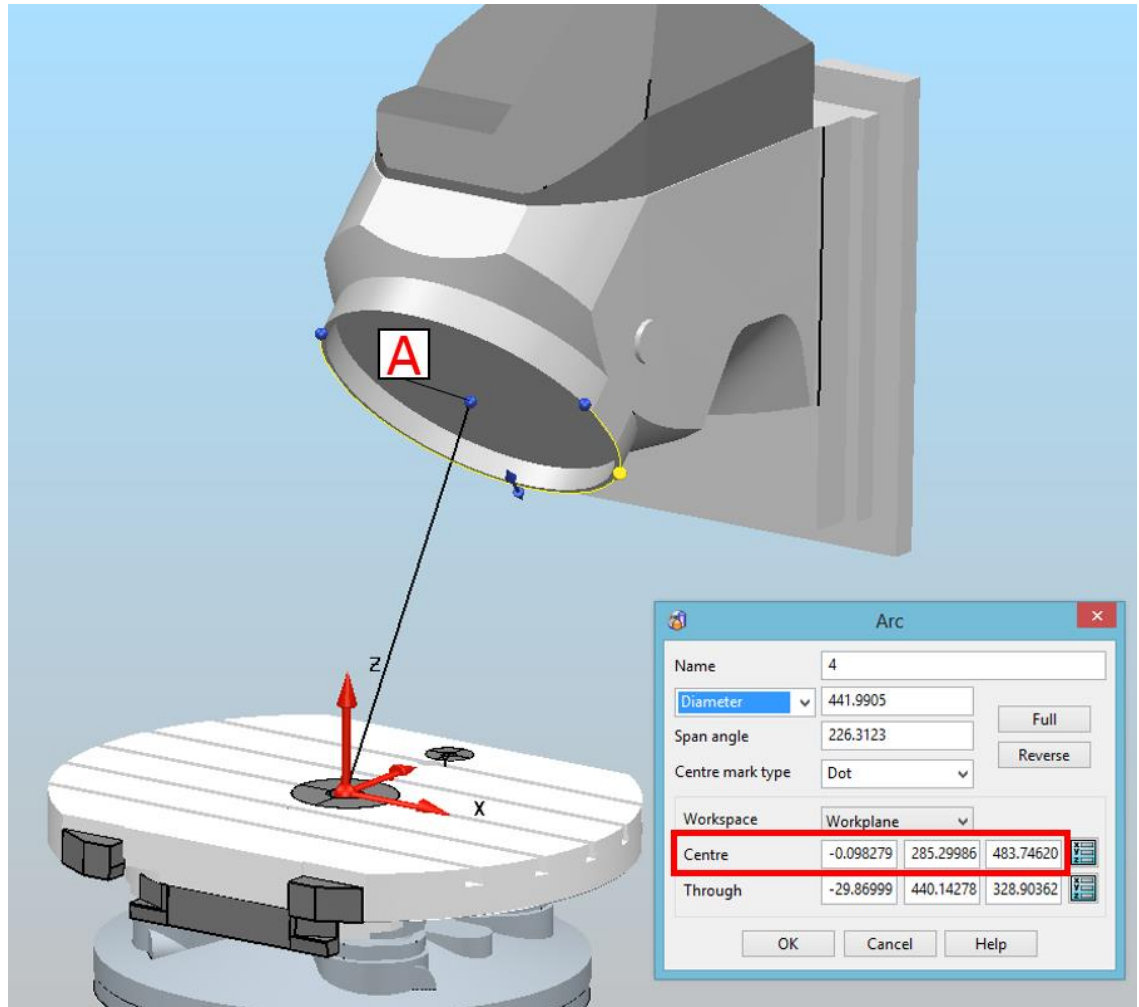 A
Z
X
Arc
Name 4
Diameter 441.9905
Full
Span angle 226.3123
Reverse
Centre mark type Dot
Workspace Workplane
Centre -0.098279 285.29986 483.74620
Through -29.86999 440.14278 328.90362
OK Cancel Help